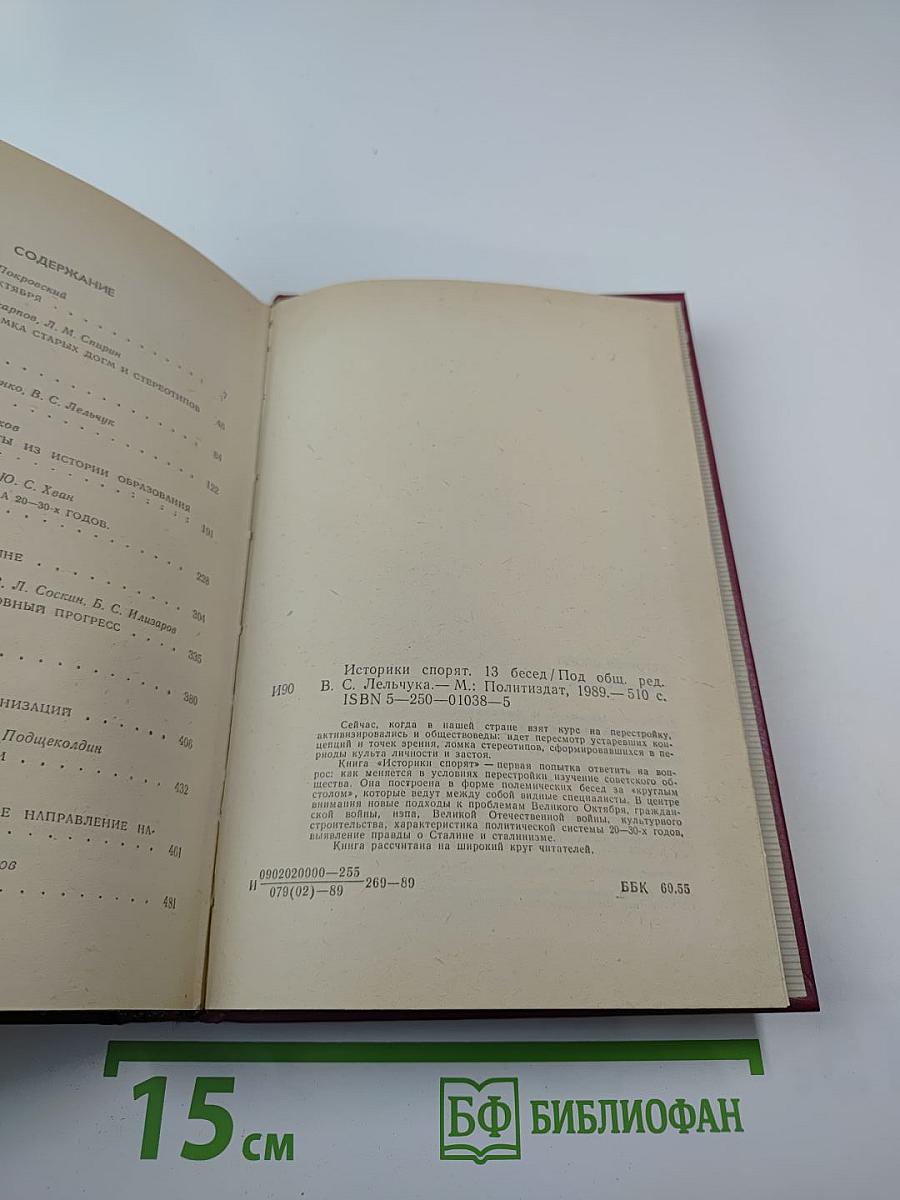 СОДЕРЖАНИЕ
Покровский
КТЯБРЯ
7
карпов, Л. М. Спирин
МКА СТАРЫХ ДОГМ И СТЕРЕОТИПОВ
46
нко, В. С. Лельчук
84
ков
122
ТЫ ИЗ ИСТОРИИ ОБРАЗОВАНИЯ
191
Ю. С. Хван
А 20—30-х ГОДОВ.
228
ИНЕ
304
В. Л. Соскин, Б. С. Илизаров
ОВНЫЙ ПРОГРЕСС
335
380
НИЗАЦИЙ
406
Подщеколдин
И
432
Е НАПРАВЛЕНИЕ НА-
461
ов
481
Историки спорят. 13 бесед/Под общ. ред.
И90 В. С. Лельчука.— М.: Политиздат, 1989.— 510 с.
ISBN 5—250—01038—5
Сейчас, когда в нашей стране взят курс на перестройку,
активизировались и обществоведы: идет пересмотр устаревших кон-
цепций и точек зрения, ломка стереотипов, сформировавшихся в пе-
риоды культа личности и застоя.
Книга «Историки спорят» — первая попытка ответить на воп-
рос: как меняется в условиях перестройки изучение советского об-
щества. Она построена в форме полемических бесед за «круглым
столом», которые ведут между собой видные специалисты. В центре
внимания новые подходы к проблемам Великого Октября, граждан-
ской войны, нэпа, Великой Отечественной войны, культурного
строительства, характеристика политической системы 20—30-х годов,
выявление правды о Сталине и сталинизме.
Книга рассчитана на широкий круг читателей.
0902020000—255
И 269—89 ББК 60.55
079(02)—89
15 см БФ БИБЛИОФАН